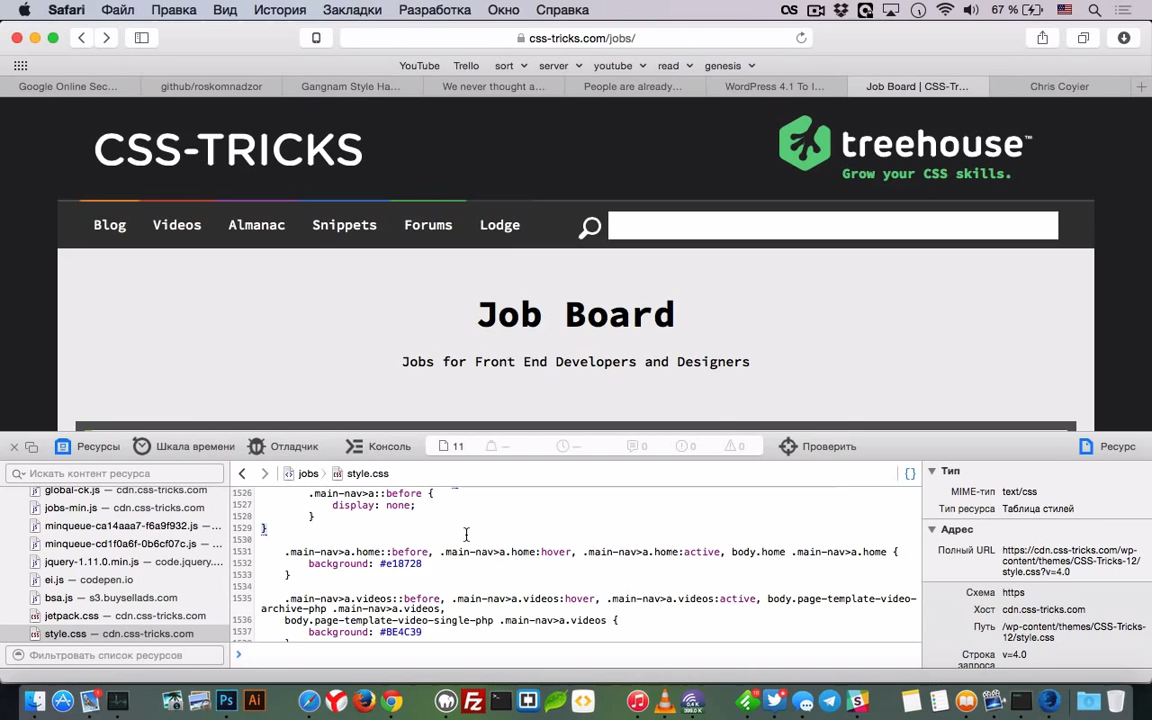 Safari Файл Правка Вид История Закладки Разработка Окно Справка 67 %
css-tricks.com/jobs/
YouTube Trello sort server youtube read genesis
Google Online Sec... github/roskomnadzor Gangnam Style Ha... We never thought a... People are already... WordPress 4.1 To I... Job Board | CSS-Tr... Chris Coyier
CSS-TRICKS
treehouse™
Grow your CSS skills.
Blog Videos Almanac Snippets Forums Lodge
Job Board
Jobs for Front End Developers and Designers
Ресурсы Шкала времени Отладчик Консоль 11 – – 0 0 0 Проверить Ресурс
Искать контент ресурса
jobs style.css
{}
global-ck.js — cdn.css-tricks.com
jobs-min.js — cdn.css-tricks.com
minqueue-ca14aaa7-f6a9f932.js —...
minqueue-cd1f0a6f-0b6cf07c.js —...
jquery-1.11.0.min.js — code.jquery....
ei.js — codepen.io
bsa.js — s3.buysellads.com
jetpack.css — cdn.css-tricks.com
style.css — cdn.css-tricks.com
Фильтровать список ресурсов
1526 .main-nav>a::before {
1527 display: none;
1528 }
1529 }
1530
1531 .main-nav>a.home::before, .main-nav>a.home:hover, .main-nav>a.home:active, body.home .main-nav>a.home {
1532 background: #e18728
1533 }
1534
1535 .main-nav>a.videos::before, .main-nav>a.videos:hover, .main-nav>a.videos:active, body.page-template-video-
archive-php .main-nav>a.videos,
1536 body.page-template-video-single-php .main-nav>a.videos {
1537 background: #BE4C39
Тип
MIME-тип text/css
Тип ресурса Таблица стилей
Адрес
Полный URL https://cdn.css-tricks.com/wp-
content/themes/CSS-Tricks-12/
style.css?v=4.0
Схема https
Хост cdn.css-tricks.com
Путь /wp-content/themes/CSS-Tricks-
12/style.css
Строка v=4.0
запроса